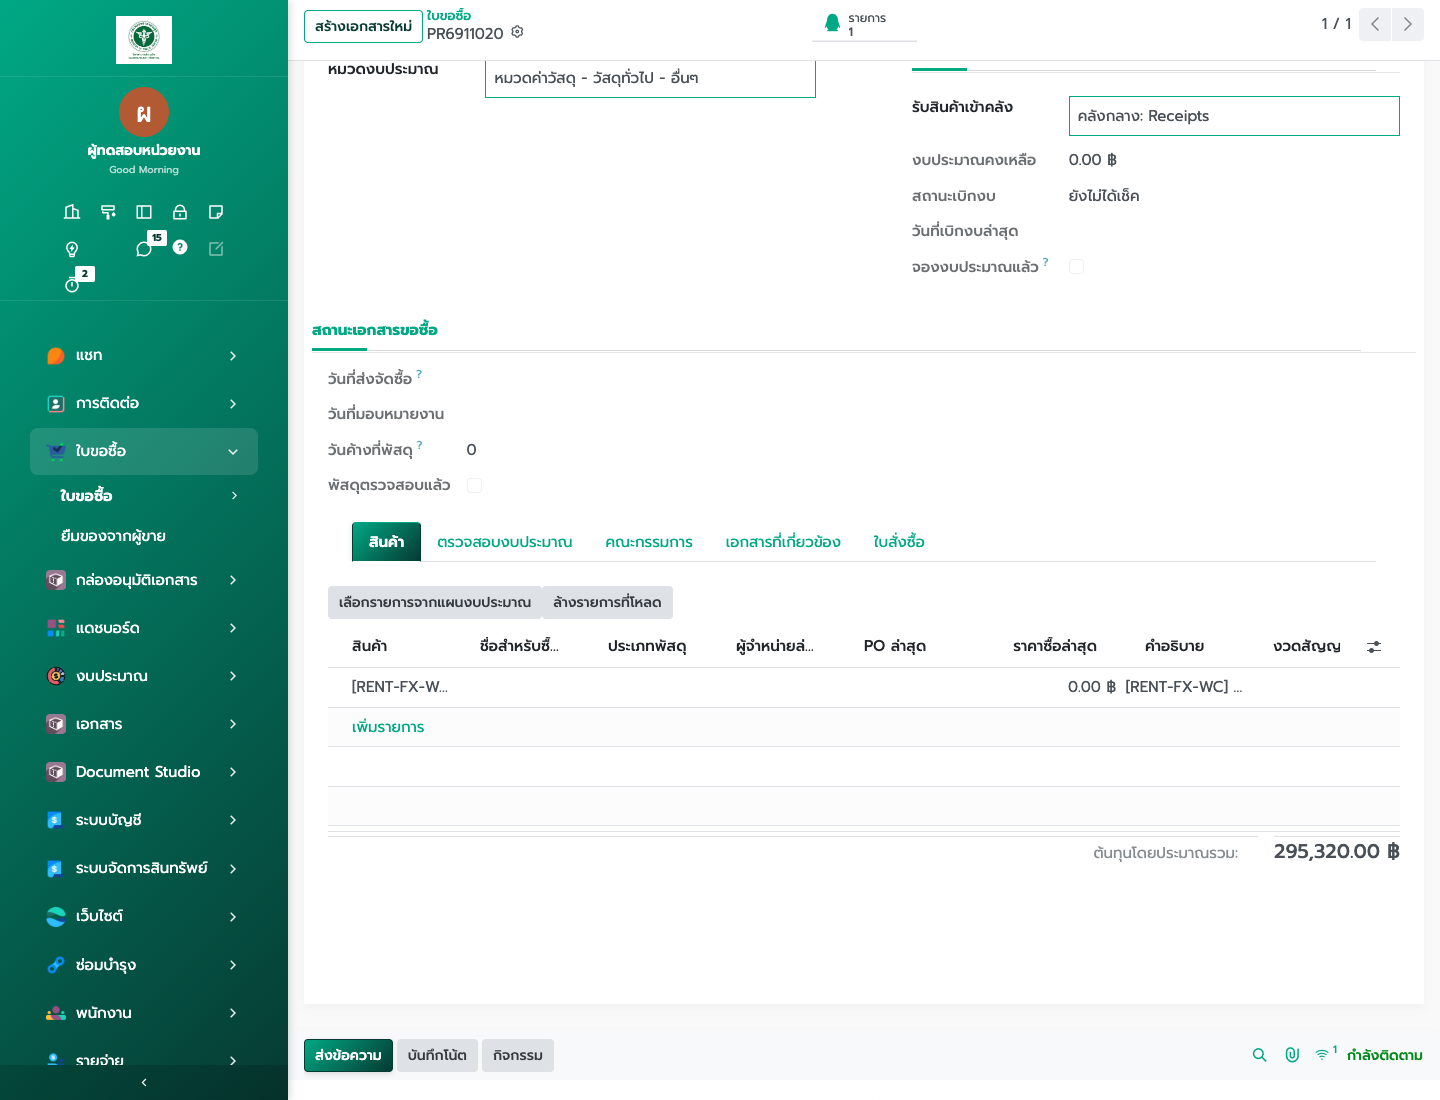 ผ
ผู้ทดสอบหน่วยงาน
Good Morning
15
?
2
แชท
การติดต่อ
ใบขอซื้อ
ใบขอซื้อ
ยืมของจากผู้ขาย
กล่องอนุมัติเอกสาร
แดชบอร์ด
งบประมาณ
เอกสาร
Document Studio
ระบบบัญชี
ระบบจัดการสินทรัพย์
เว็บไซต์
ซ่อมบำรุง
พนักงาน
รายจ่าย
สร้างเอกสารใหม่
ใบขอซื้อ
PR6911020
รายการ
1
1 / 1
หมวดงบประมาณ
หมวดค่าวัสดุ - วัสดุทั่วไป - อื่นๆ
รับสินค้าเข้าคลัง
คลังกลาง: Receipts
งบประมาณคงเหลือ 0.00 ฿
สถานะเบิกงบ ยังไม่ได้เช็ค
วันที่เบิกงบล่าสุด
จองงบประมาณแล้ว ?
สถานะเอกสารขอซื้อ
วันที่ส่งจัดซื้อ ?
วันที่มอบหมายงาน
วันค้างที่พัสดุ ? 0
พัสดุตรวจสอบแล้ว
สินค้า ตรวจสอบงบประมาณ คณะกรรมการ เอกสารที่เกี่ยวข้อง ใบสั่งซื้อ
เลือกรายการจากแผนงบประมาณ ล้างรายการที่โหลด
สินค้า ชื่อสำหรับซื้... ประเภทพัสดุ ผู้จำหน่ายล่... PO ล่าสุด ราคาซื้อล่าสุด คำอธิบาย งวดสัญญ
[RENT-FX-W... 0.00 ฿ [RENT-FX-WC] ...
เพิ่มรายการ
ต้นทุนโดยประมาณรวม: 295,320.00 ฿
ส่งข้อความ บันทึกโน้ต กิจกรรม
1 กำลังติดตาม